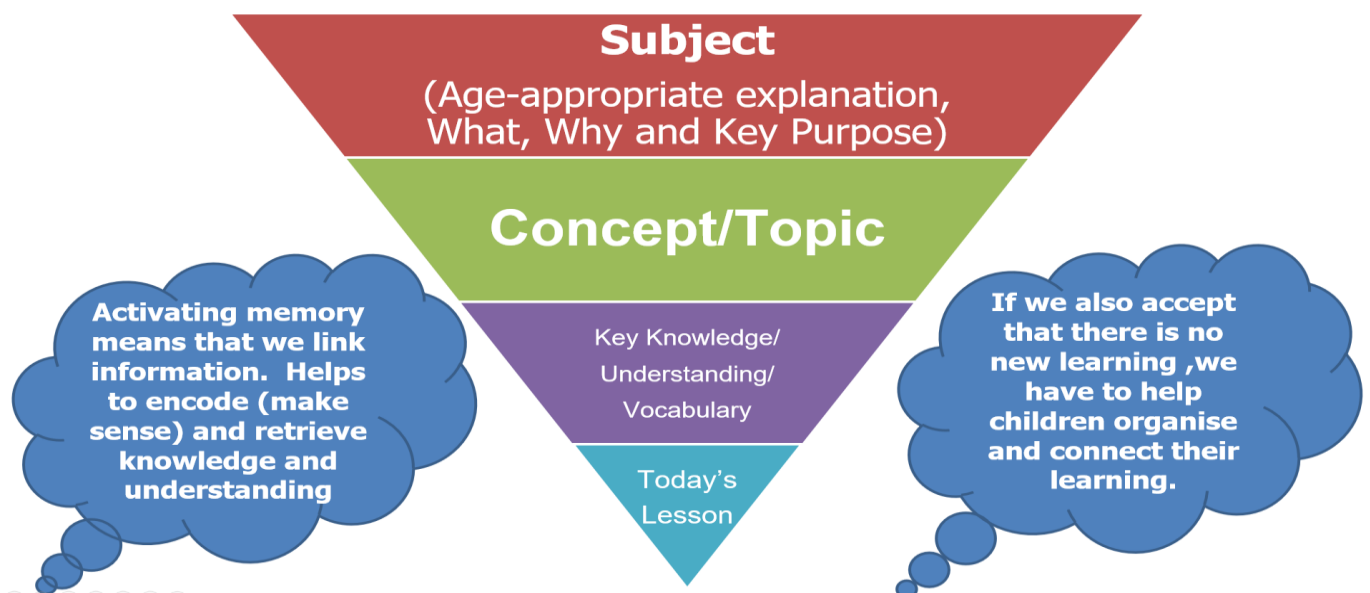 Subject
(Age-appropriate explanation,
What, Why and Key Purpose)
Concept/Topic
Key Knowledge/
Understanding/
Vocabulary
Today’s
Lesson
Activating memory
means that we link
information.  Helps
to encode (make
sense) and retrieve
knowledge and
understanding
If we also accept
that there is no
new learning ,we
have to help
children organise
and connect their
learning.